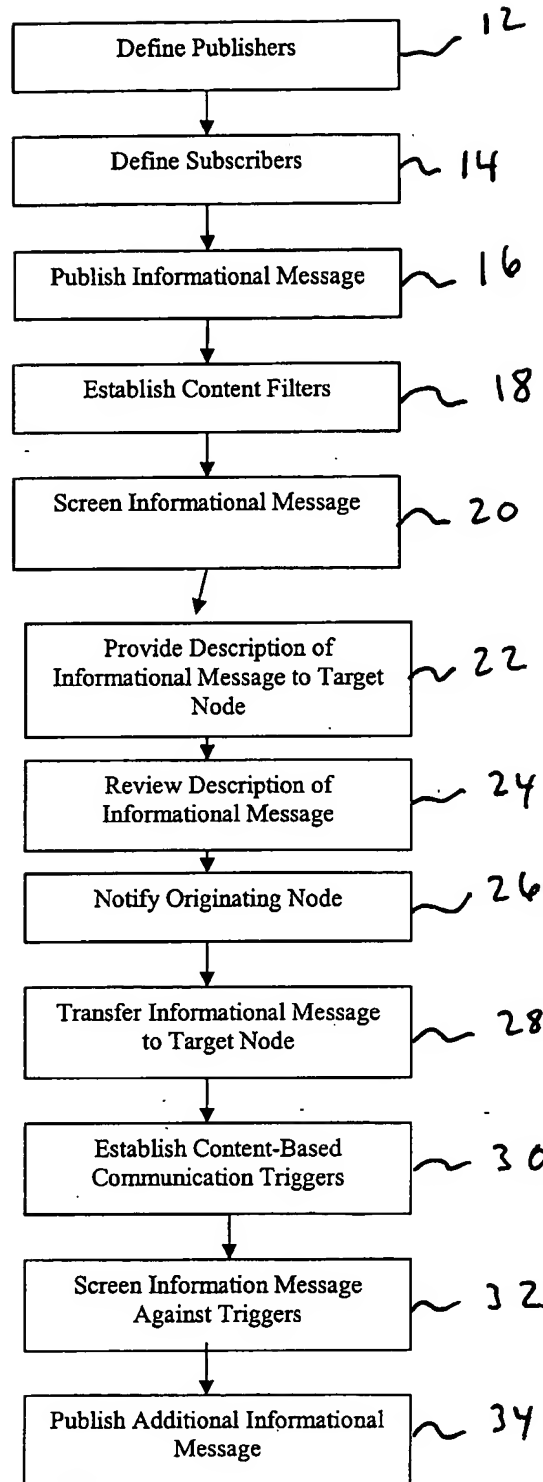 Define Publishers 12
Define Subscribers 14
Publish Informational Message 16
Establish Content Filters 18
Screen Informational Message 20
Provide Description of
Informational Message to Target 22
Node
Review Description of
Informational Message 24
Notify Originating Node 26
Transfer Informational Message 28
to Target Node
Establish Content-Based
Communication Triggers 30
Screen Information Message 32
Against Triggers
Publish Additional Informational 34
Message